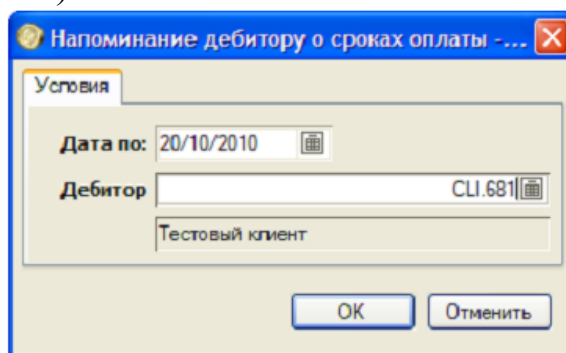 )
Напоминание дебитору о сроках оплаты -...
Условия
Дата по: 20/10/2010
Дебитор CLI.681
Тестовый клиент
OK Отменить